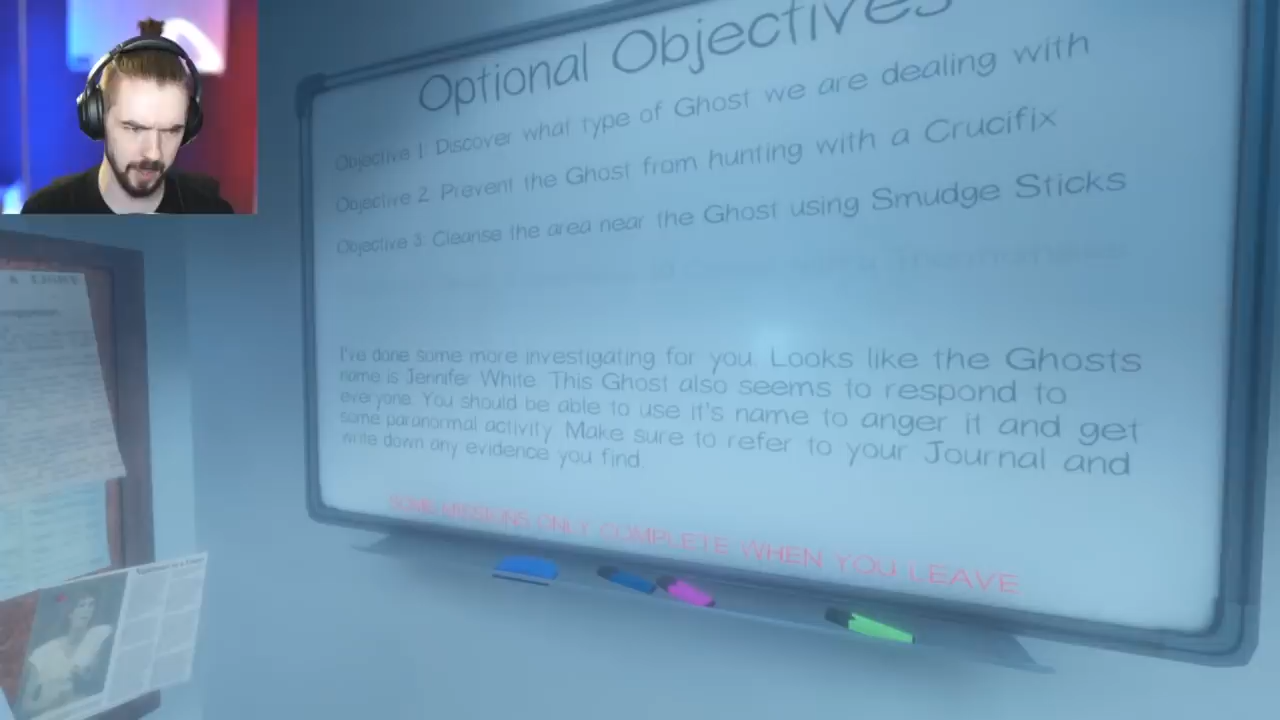 Optional Objectives
Objective 1. Discover what type of Ghost we are dealing with
Objective 2. Prevent the Ghost from hunting with a Crucifix
Objective 3. Cleanse the area near the Ghost using Smudge Sticks
I've done some more investigating for you. Looks like the Ghosts
name is Jennifer White. This Ghost also seems to respond to
everyone. You should be able to use it's name to anger it and get
some paranormal activity. Make sure to refer to your Journal and
write down any evidence you find.
SOME MISSIONS ONLY COMPLETE WHEN YOU LEAVE